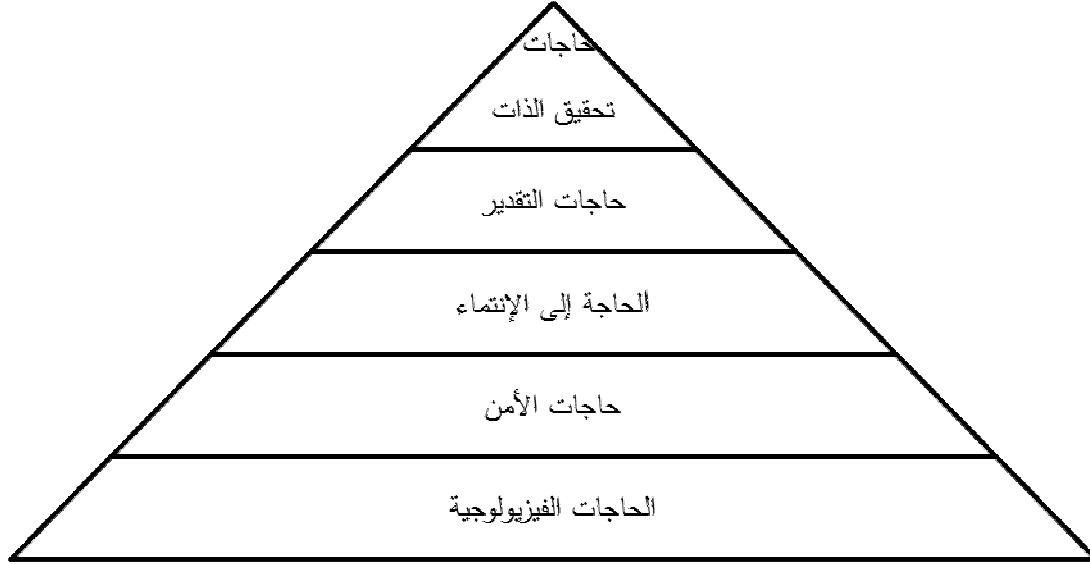 حاجات
تحقيق الذات
حاجات التقدير
الحاجة إلى الإنتماء
حاجات الأمن
الحاجات الفيزيولوجية